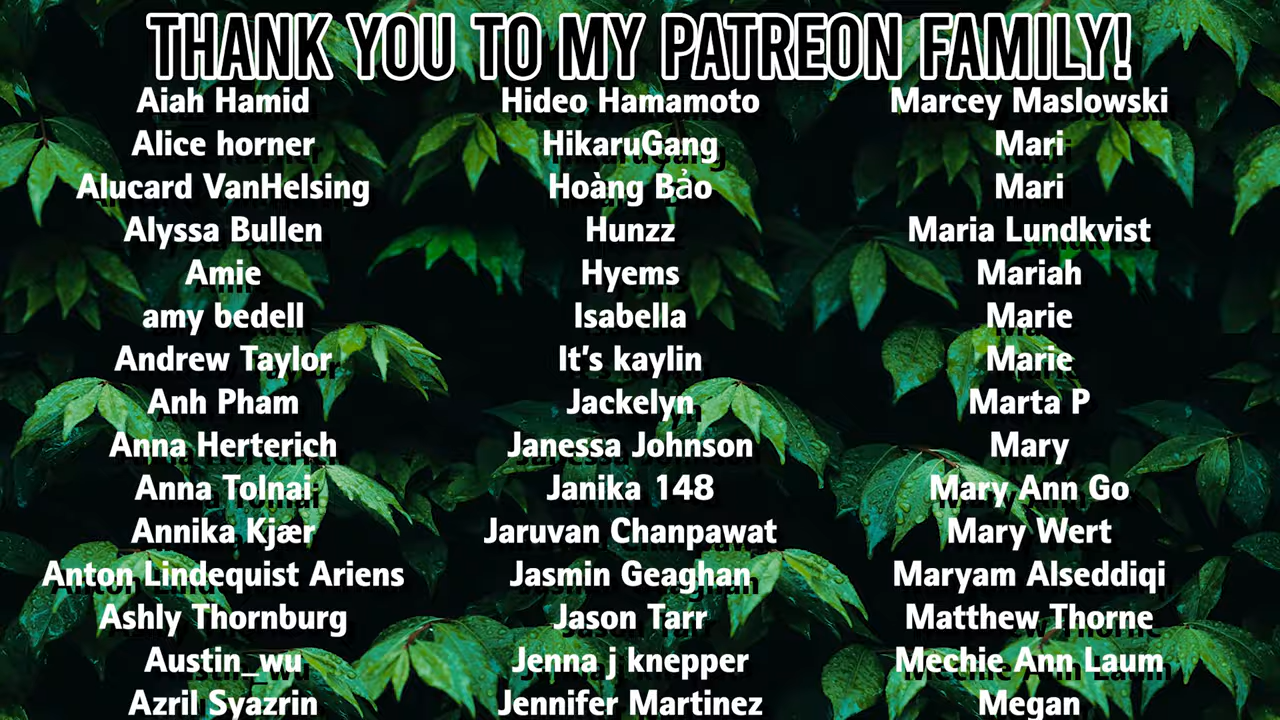 THANK YOU TO MY PATREON FAMILY!
Aiah Hamid
Alice horner
Alucard VanHelsing
Alyssa Bullen
Amie
amy bedell
Andrew Taylor
Anh Pham
Anna Herterich
Anna Tolnai
Annika Kjær
Anton Lindequist Ariens
Ashly Thornburg
Austin_wu
Azril Syazrin
Hideo Hamamoto
HikaruGang
Hoàng Bảo
Hunzz
Hyems
Isabella
It's kaylin
Jackelyn
Janessa Johnson
Janika 148
Jaruvan Chanpawat
Jasmin Geaghan
Jason Tarr
Jenna j knepper
Jennifer Martinez
Marcey Maslowski
Mari
Mari
Maria Lundkvist
Mariah
Marie
Marie
Marta P
Mary
Mary Ann Go
Mary Wert
Maryam Alseddiqi
Matthew Thorne
Mechie Ann Laum
Megan